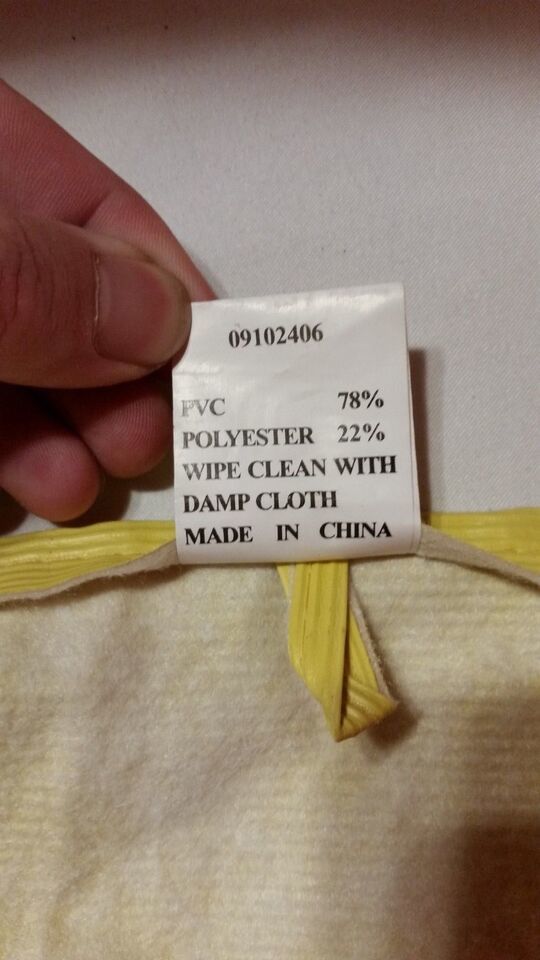 09102406
PVC 78%
POLYESTER 22%
WIPE CLEAN WITH
DAMP CLOTH
MADE IN CHINA